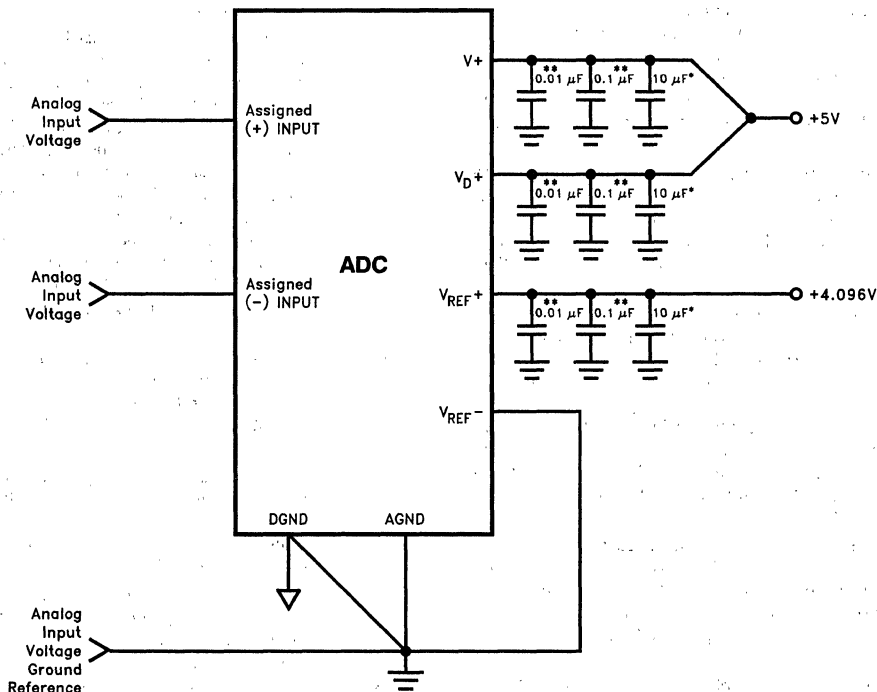 V+
** ** 
0.01 μF 0.1 μF 10 μF*
+5V
Analog
Input
Voltage
Assigned
(+) INPUT
VD+
** **
0.01 μF 0.1 μF 10 μF*
ADC
Analog
Input
Voltage
Assigned
(−) INPUT
VREF+
** **
0.01 μF 0.1 μF 10 μF*
+4.096V
VREF−
DGND AGND
Analog
Input
Voltage
Ground
Reference